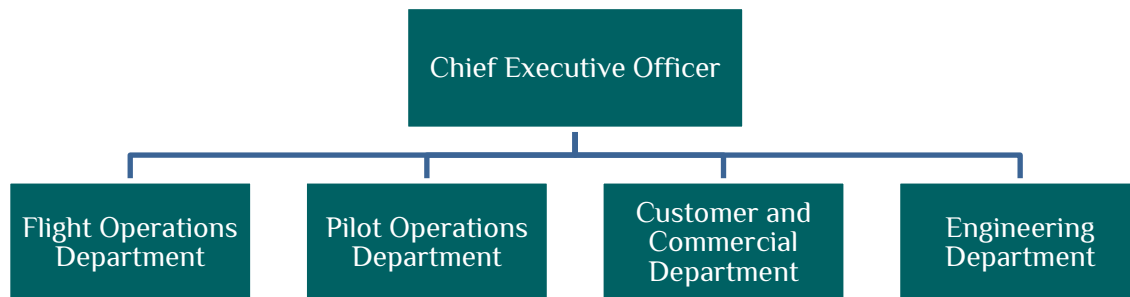 Chief Executive Officer
Flight Operations
Department
Pilot Operations
Department
Customer and
Commercial
Department
Engineering
Department